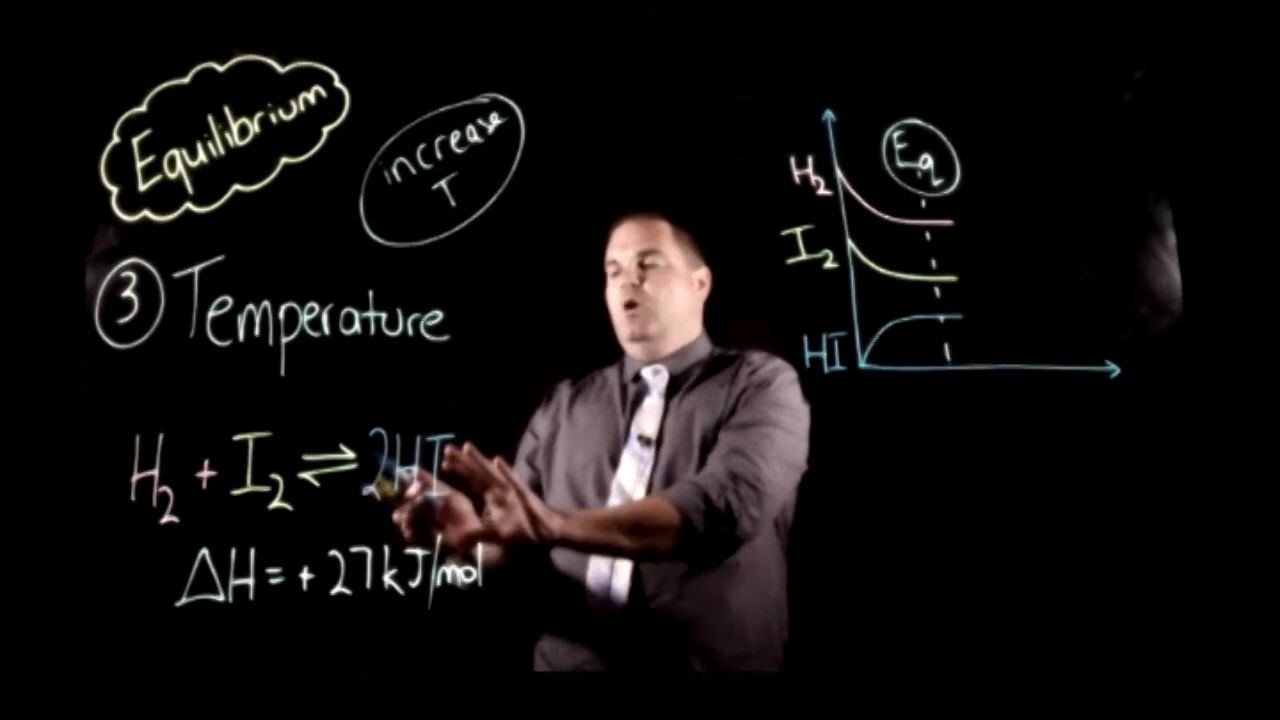 Equilibrium
increase
T
③ Temperature
H₂ + I₂ ⇌ 2HI
ΔH = + 27 kJ/mol
Eq
H₂
I₂
HI